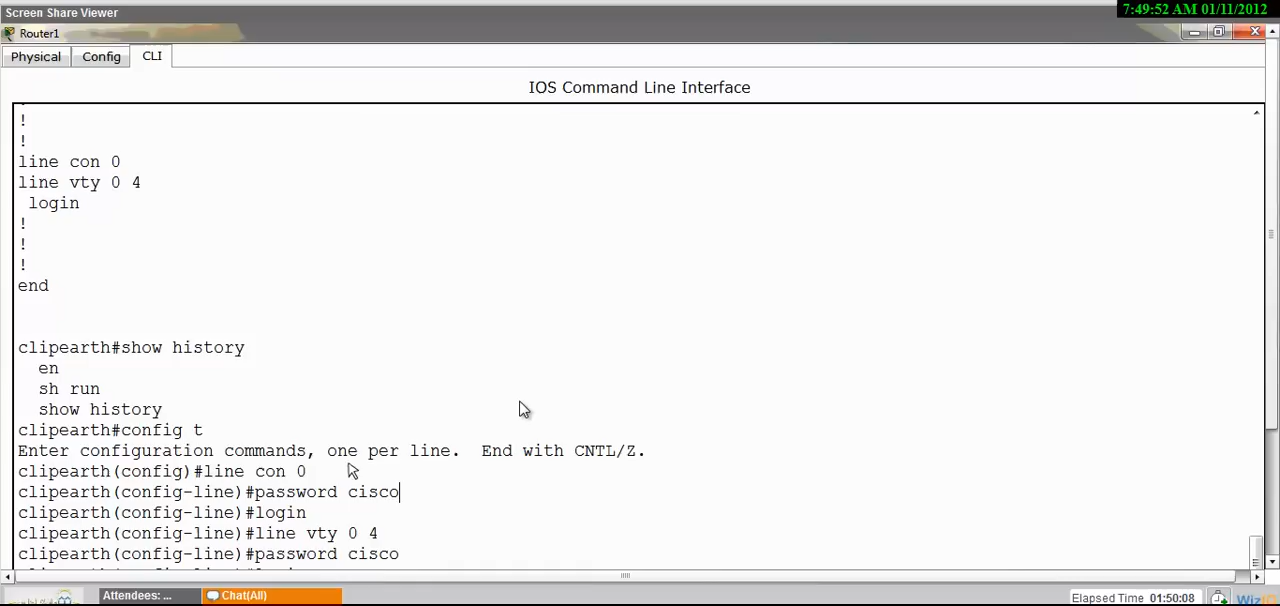 7:49:52 AM 01/11/2012
Screen Share Viewer
Router1
Physical Config CLI
IOS Command Line Interface
!
!
line con 0
line vty 0 4
login
!
!
!
end
clipearth#show history
en
sh run
show history
clipearth#config t
Enter configuration commands, one per line. End with CNTL/Z.
clipearth(config)#line con 0
clipearth(config-line)#password cisco
clipearth(config-line)#login
clipearth(config-line)#line vty 0 4
clipearth(config-line)#password cisco
Attendees: ... Chat(All) Elapsed Time 01:50:08 WizIQ